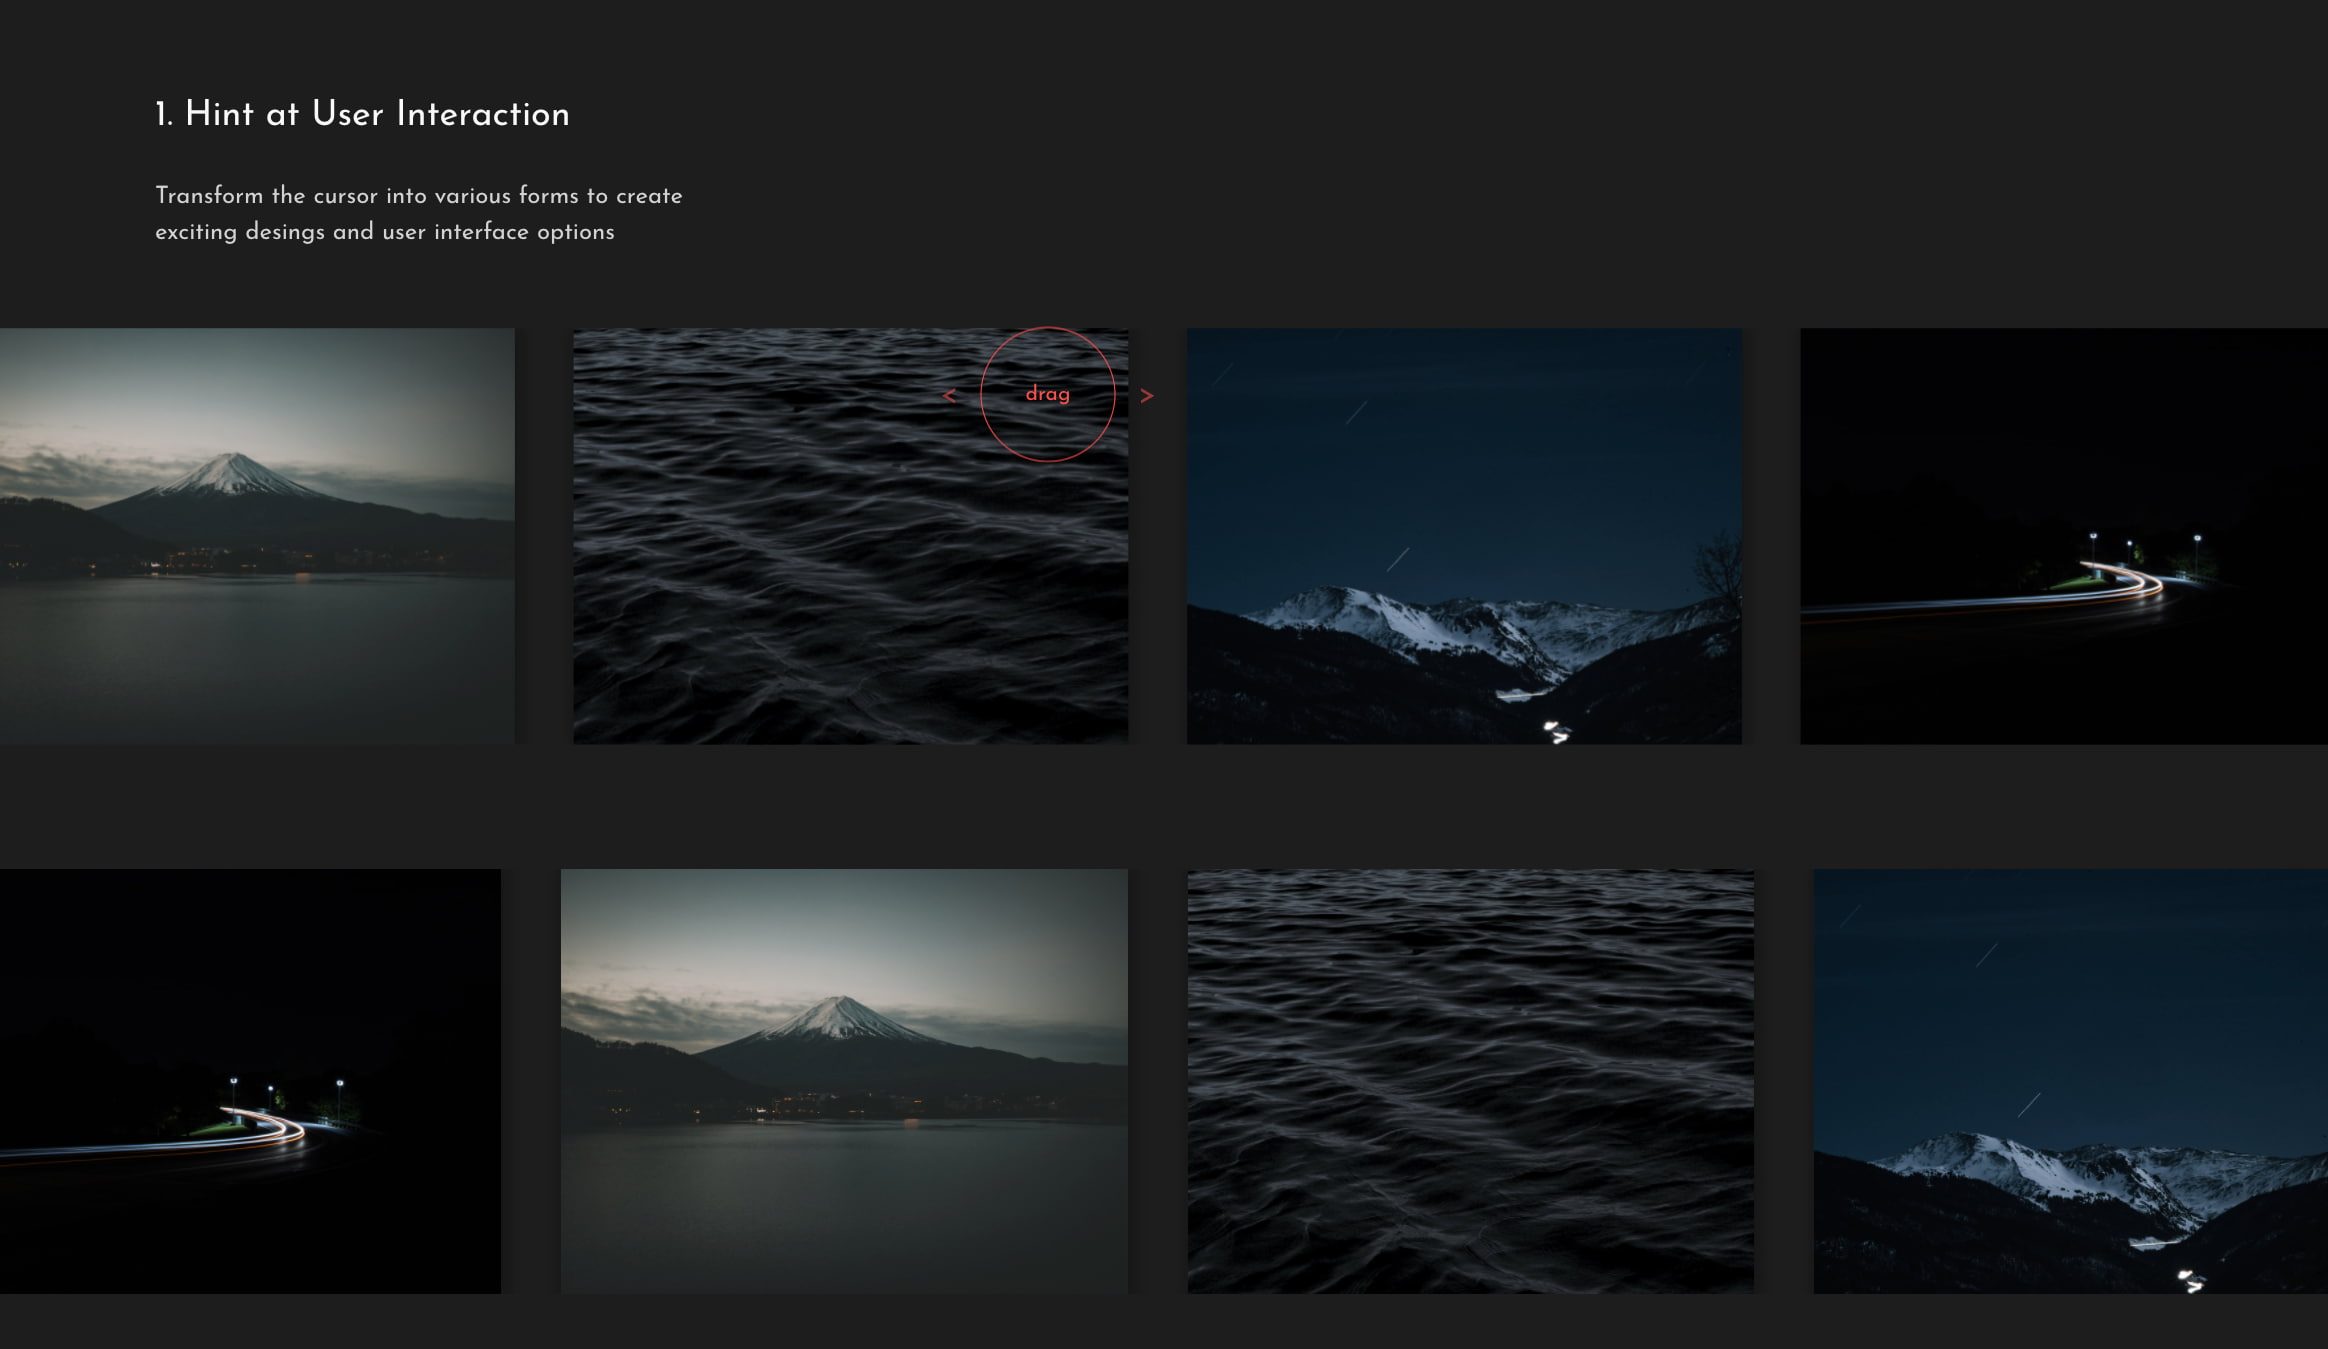 1. Hint at User Interaction
Transform the cursor into various forms to create
exciting desings and user interface options
< drag >